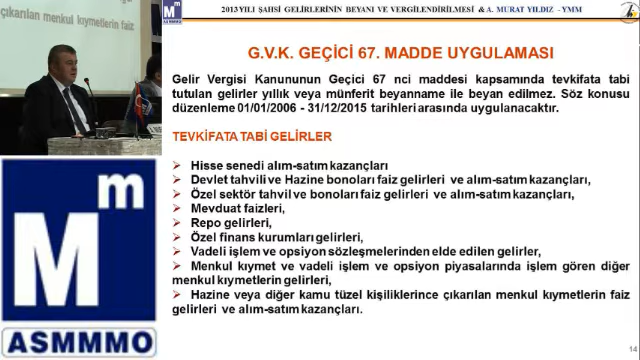 2013 YILI ŞAHSİ GELİRLERİNİN BEYANI VE VERGİLENDİRİLMESİ & A. MURAT YILDIZ - YMM
ASMMMO
çıkarılan menkul kıymetlerin faiz
G.V.K. GEÇİCİ 67. MADDE UYGULAMASI
Gelir Vergisi Kanununun Geçici 67 nci maddesi kapsamında tevkifata tabi
tutulan gelirler yıllık veya münferit beyanname ile beyan edilmez. Söz konusu
düzenleme 01/01/2006 - 31/12/2015 tarihleri arasında uygulanacaktır.
TEVKİFATA TABİ GELİRLER
➢ Hisse senedi alım-satım kazançları
➢ Devlet tahvili ve Hazine bonoları faiz gelirleri ve alım-satım kazançları,
➢ Özel sektör tahvil ve bonoları faiz gelirleri ve alım-satım kazançları,
➢ Mevduat faizleri,
➢ Repo gelirleri,
➢ Özel finans kurumları gelirleri,
➢ Vadeli işlem ve opsiyon sözleşmelerinden elde edilen gelirler,
➢ Menkul kıymet ve vadeli işlem ve opsiyon piyasalarında işlem gören diğer
menkul kıymetlerin gelirleri,
➢ Hazine veya diğer kamu tüzel kişiliklerince çıkarılan menkul kıymetlerin faiz
gelirleri ve alım-satım kazançları.
M m
ASMMMO
14